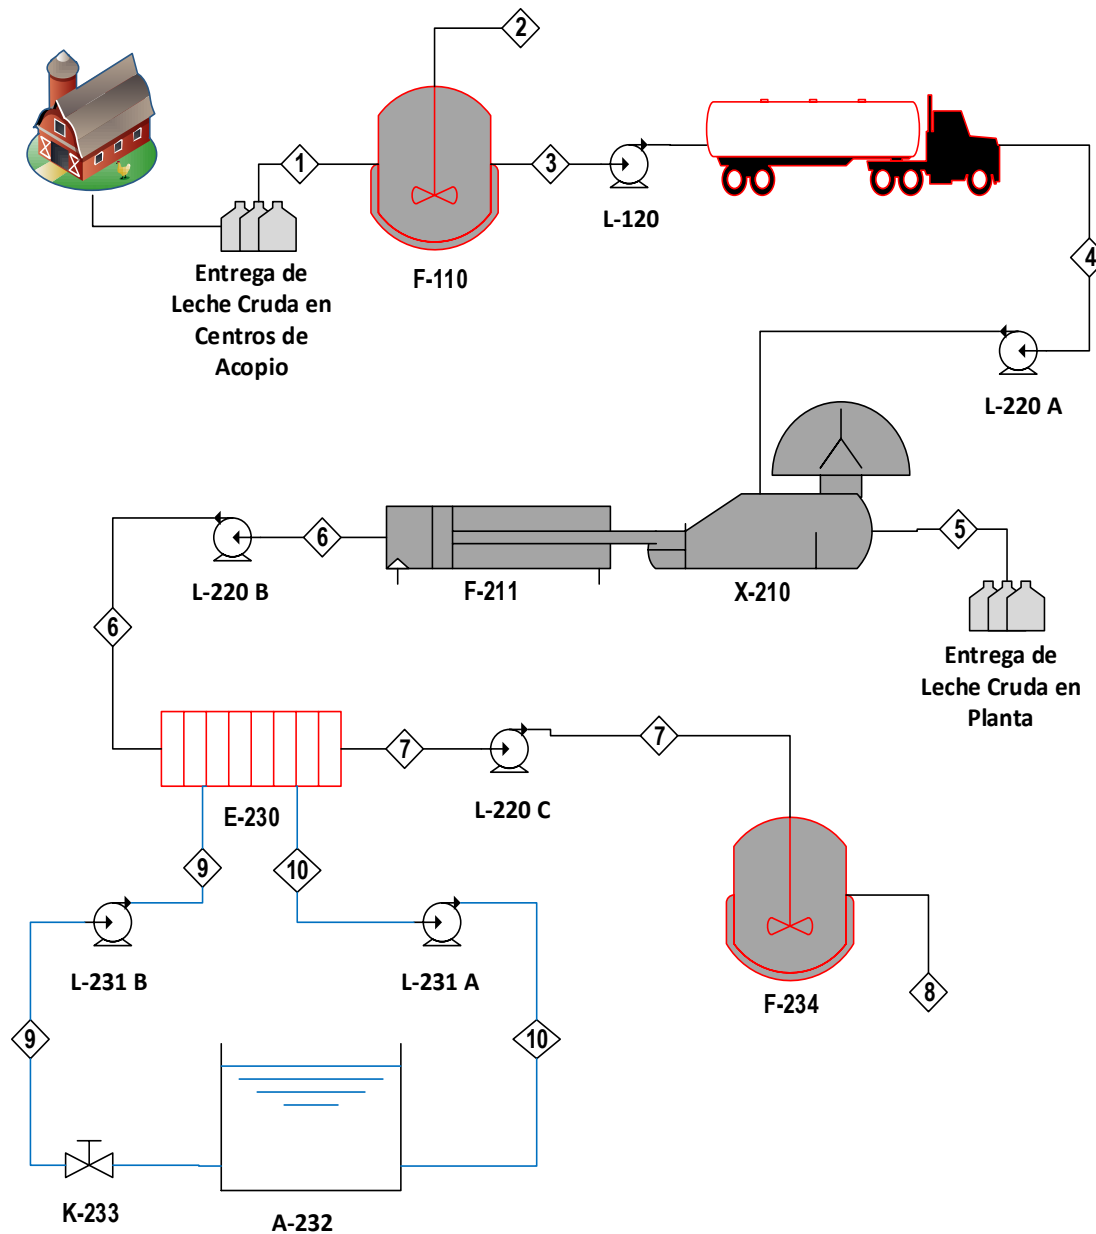 2
1
3
L-120
F-110
Entrega de
Leche Cruda en
Centros de
Acopio
4
L-220 A
5
6
L-220 B
F-211
X-210
6
Entrega de
Leche Cruda en
Planta
7
7
L-220 C
E-230
9
10
L-231 B
L-231 A
8
F-234
9
10
K-233
A-232